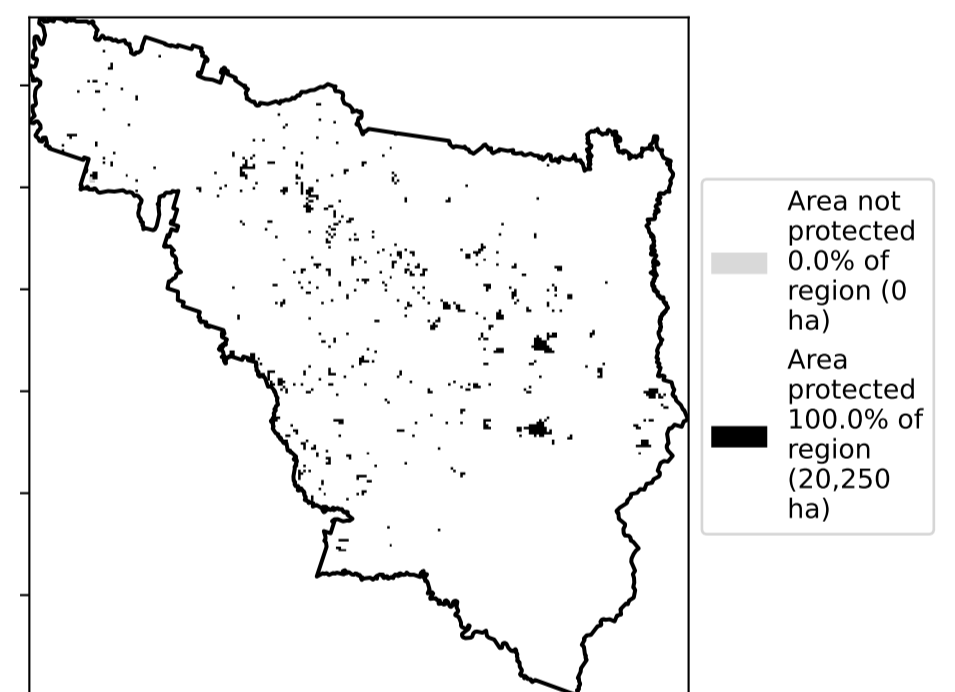 Area not
protected
0.0% of
region (0
ha)
Area
protected
100.0% of
region
(20,250
ha)